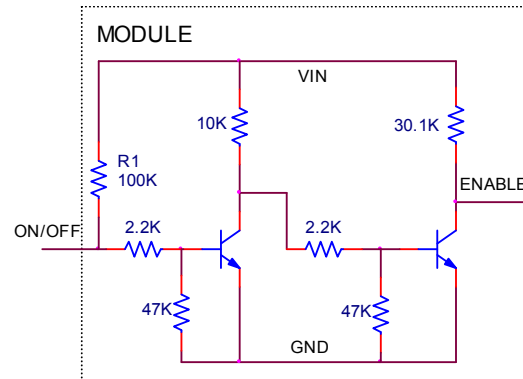 MODULE
VIN
10K
30.1K
R1
100K
ENABLE
ON/OFF
2.2K
2.2K
47K
47K
GND